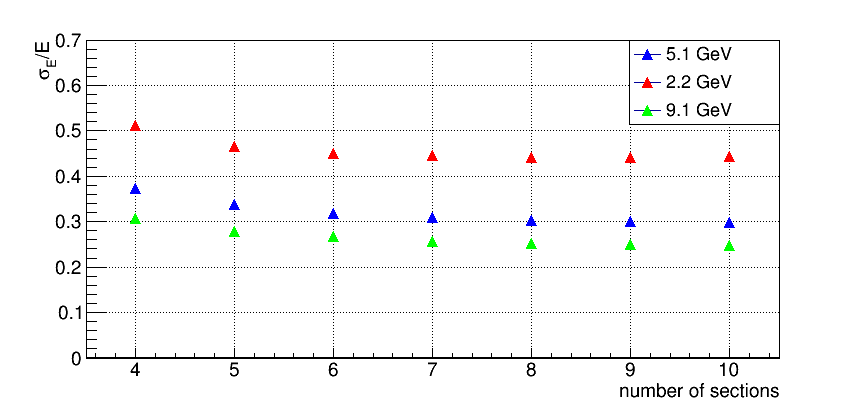 σE/E
0.7
0.6
0.5
0.4
0.3
0.2
0.1
0
5.1 GeV
2.2 GeV
9.1 GeV
4 5 6 7 8 9 10
number of sections